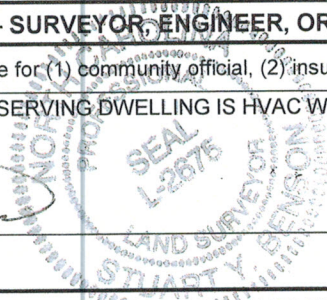 - SURVEYOR, ENGINEER, OR
e for (1) community official, (2) insu
SERVING DWELLING IS HVAC W
NORTH CAROLINA
PROFESSIONAL
SEAL
L-2676
LAND SURVEYOR
STUART Y. BENSON